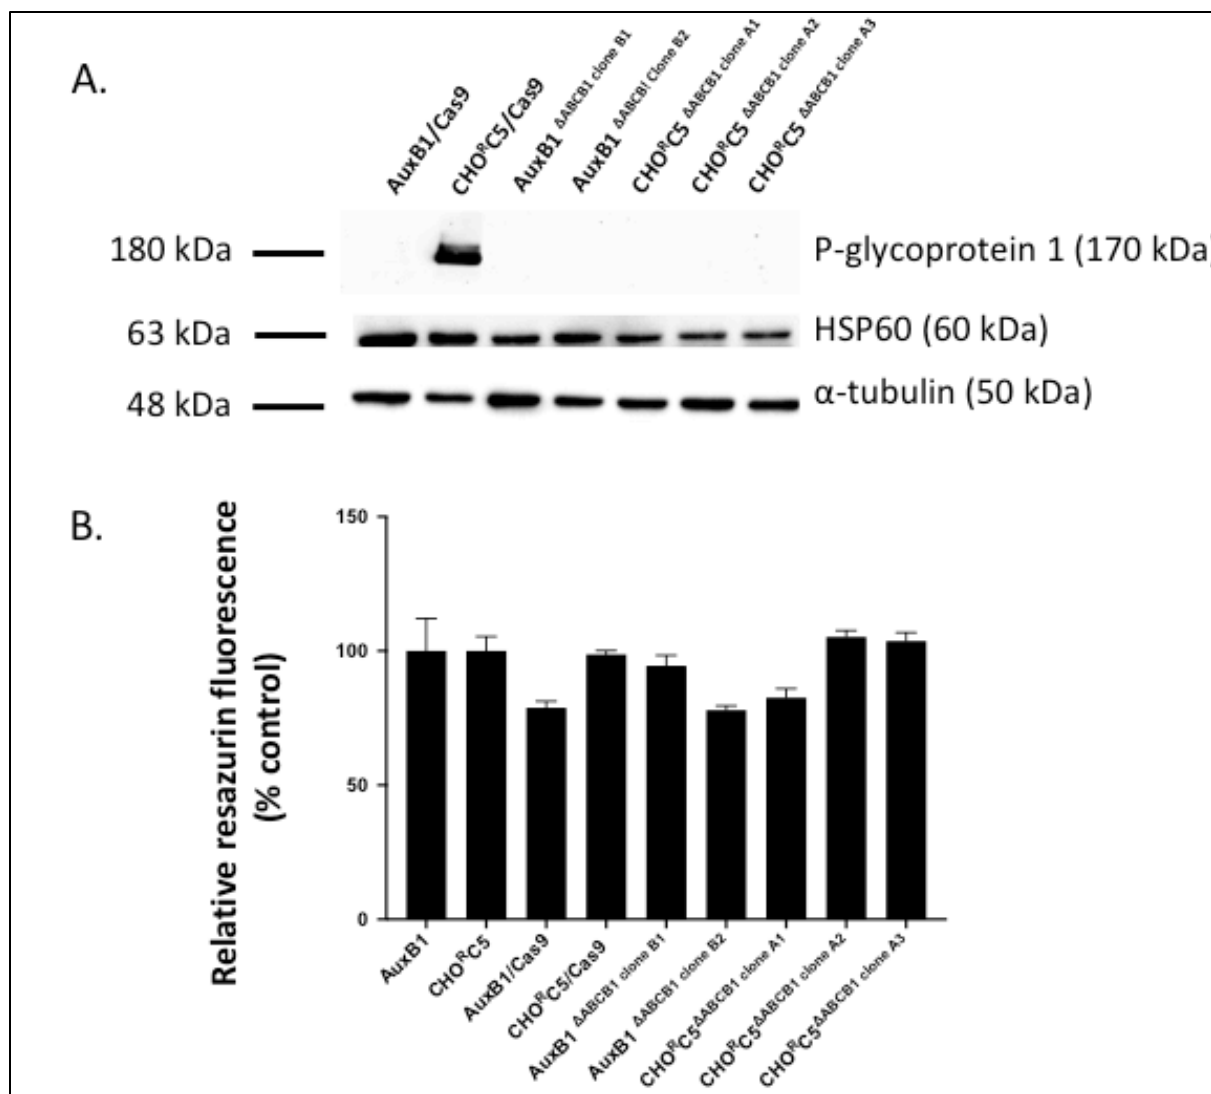 A.
AuxB1/Cas9
CHOᴿC5/Cas9
AuxB1 ΔABCB1 clone B1
AuxB1 ΔABCB! Clone B2
CHOᴿC5 ΔABCB1 clone A1
CHOᴿC5 ΔABCB1 clone A2
CHOᴿC5 ΔABCB1 clone A3
180 kDa
P-glycoprotein 1 (170 kDa)
63 kDa
HSP60 (60 kDa)
48 kDa
α-tubulin (50 kDa)
B.
Relative resazurin fluorescence
(% control)
150
100
50
0
AuxB1
CHOᴿC5
AuxB1/Cas9
CHOᴿC5/Cas9
AuxB1 ΔABCB1 clone B1
AuxB1 ΔABCB1 clone B2
CHOᴿC5ΔABCB1 clone A1
CHOᴿC5ΔABCB1 clone A2
CHOᴿC5ΔABCB1 clone A3